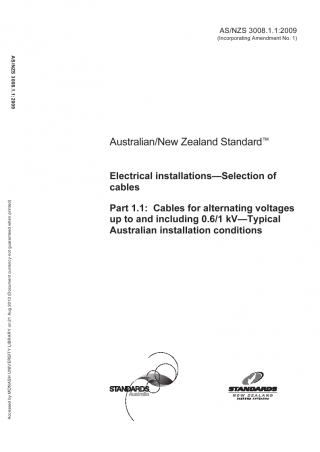 AS/NZS 3008.1.1:2009
(Incorporating Amendment No. 1)
AS/NZS 3008.1.1:2009
Australian/New Zealand Standard™
Electrical installations—Selection of
cables
Part 1.1: Cables for alternating voltages
up to and including 0.6/1 kV—Typical
Australian installation conditions
Accessed by MONASH UNIVERSITY LIBRARY on 21 Aug 2013 (Document currency not guaranteed when printed)
STANDARDS
Australia
STANDARDS
NEW ZEALAND